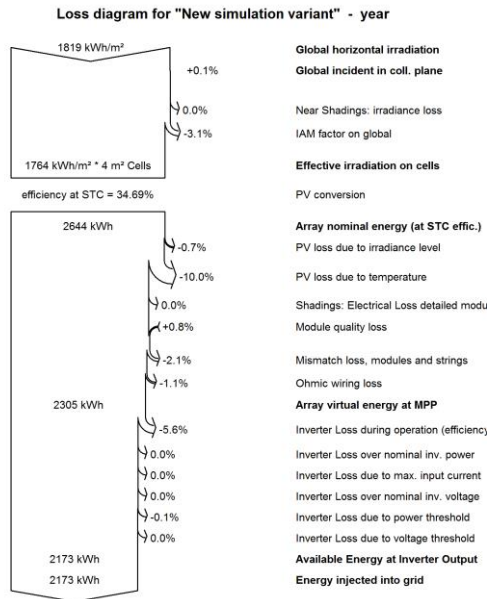 Loss diagram for "New simulation variant" - year
1819 kWh/m² Global horizontal irradiation
+0.1% Global incident in coll. plane
0.0% Near Shadings: irradiance loss
-3.1% IAM factor on global
1764 kWh/m² * 4 m² Cells Effective irradiation on cells
efficiency at STC = 34.69% PV conversion
2644 kWh Array nominal energy (at STC effic.)
-0.7% PV loss due to irradiance level
-10.0% PV loss due to temperature
0.0% Shadings: Electrical Loss detailed modu
+0.8% Module quality loss
-2.1% Mismatch loss, modules and strings
-1.1% Ohmic wiring loss
2305 kWh Array virtual energy at MPP
-5.6% Inverter Loss during operation (efficiency
0.0% Inverter Loss over nominal inv. power
0.0% Inverter Loss due to max. input current
0.0% Inverter Loss over nominal inv. voltage
-0.1% Inverter Loss due to power threshold
0.0% Inverter Loss due to voltage threshold
2173 kWh Available Energy at Inverter Output
2173 kWh Energy injected into grid